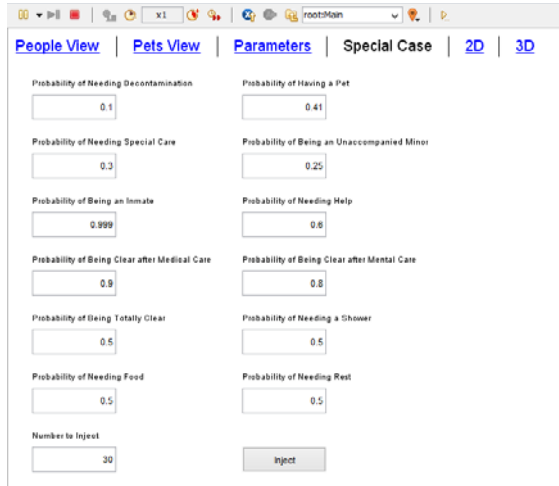 x1 root:Main
People View | Pets View | Parameters | Special Case | 2D | 3D
Probability of Needing Decontamination Probability of Having a Pet
0.1 0.41
Probability of Needing Special Care Probability of Being an Unaccompanied Minor
0.3 0.25
Probability of Being an Inmate Probability of Needing Help
0.999 0.6
Probability of Being Clear after Medical Care Probability of Being Clear after Mental Care
0.9 0.8
Probability of Being Totally Clear Probability of Needing a Shower
0.5 0.5
Probability of Needing Food Probability of Needing Rest
0.5 0.5
Number to Inject
30 Inject